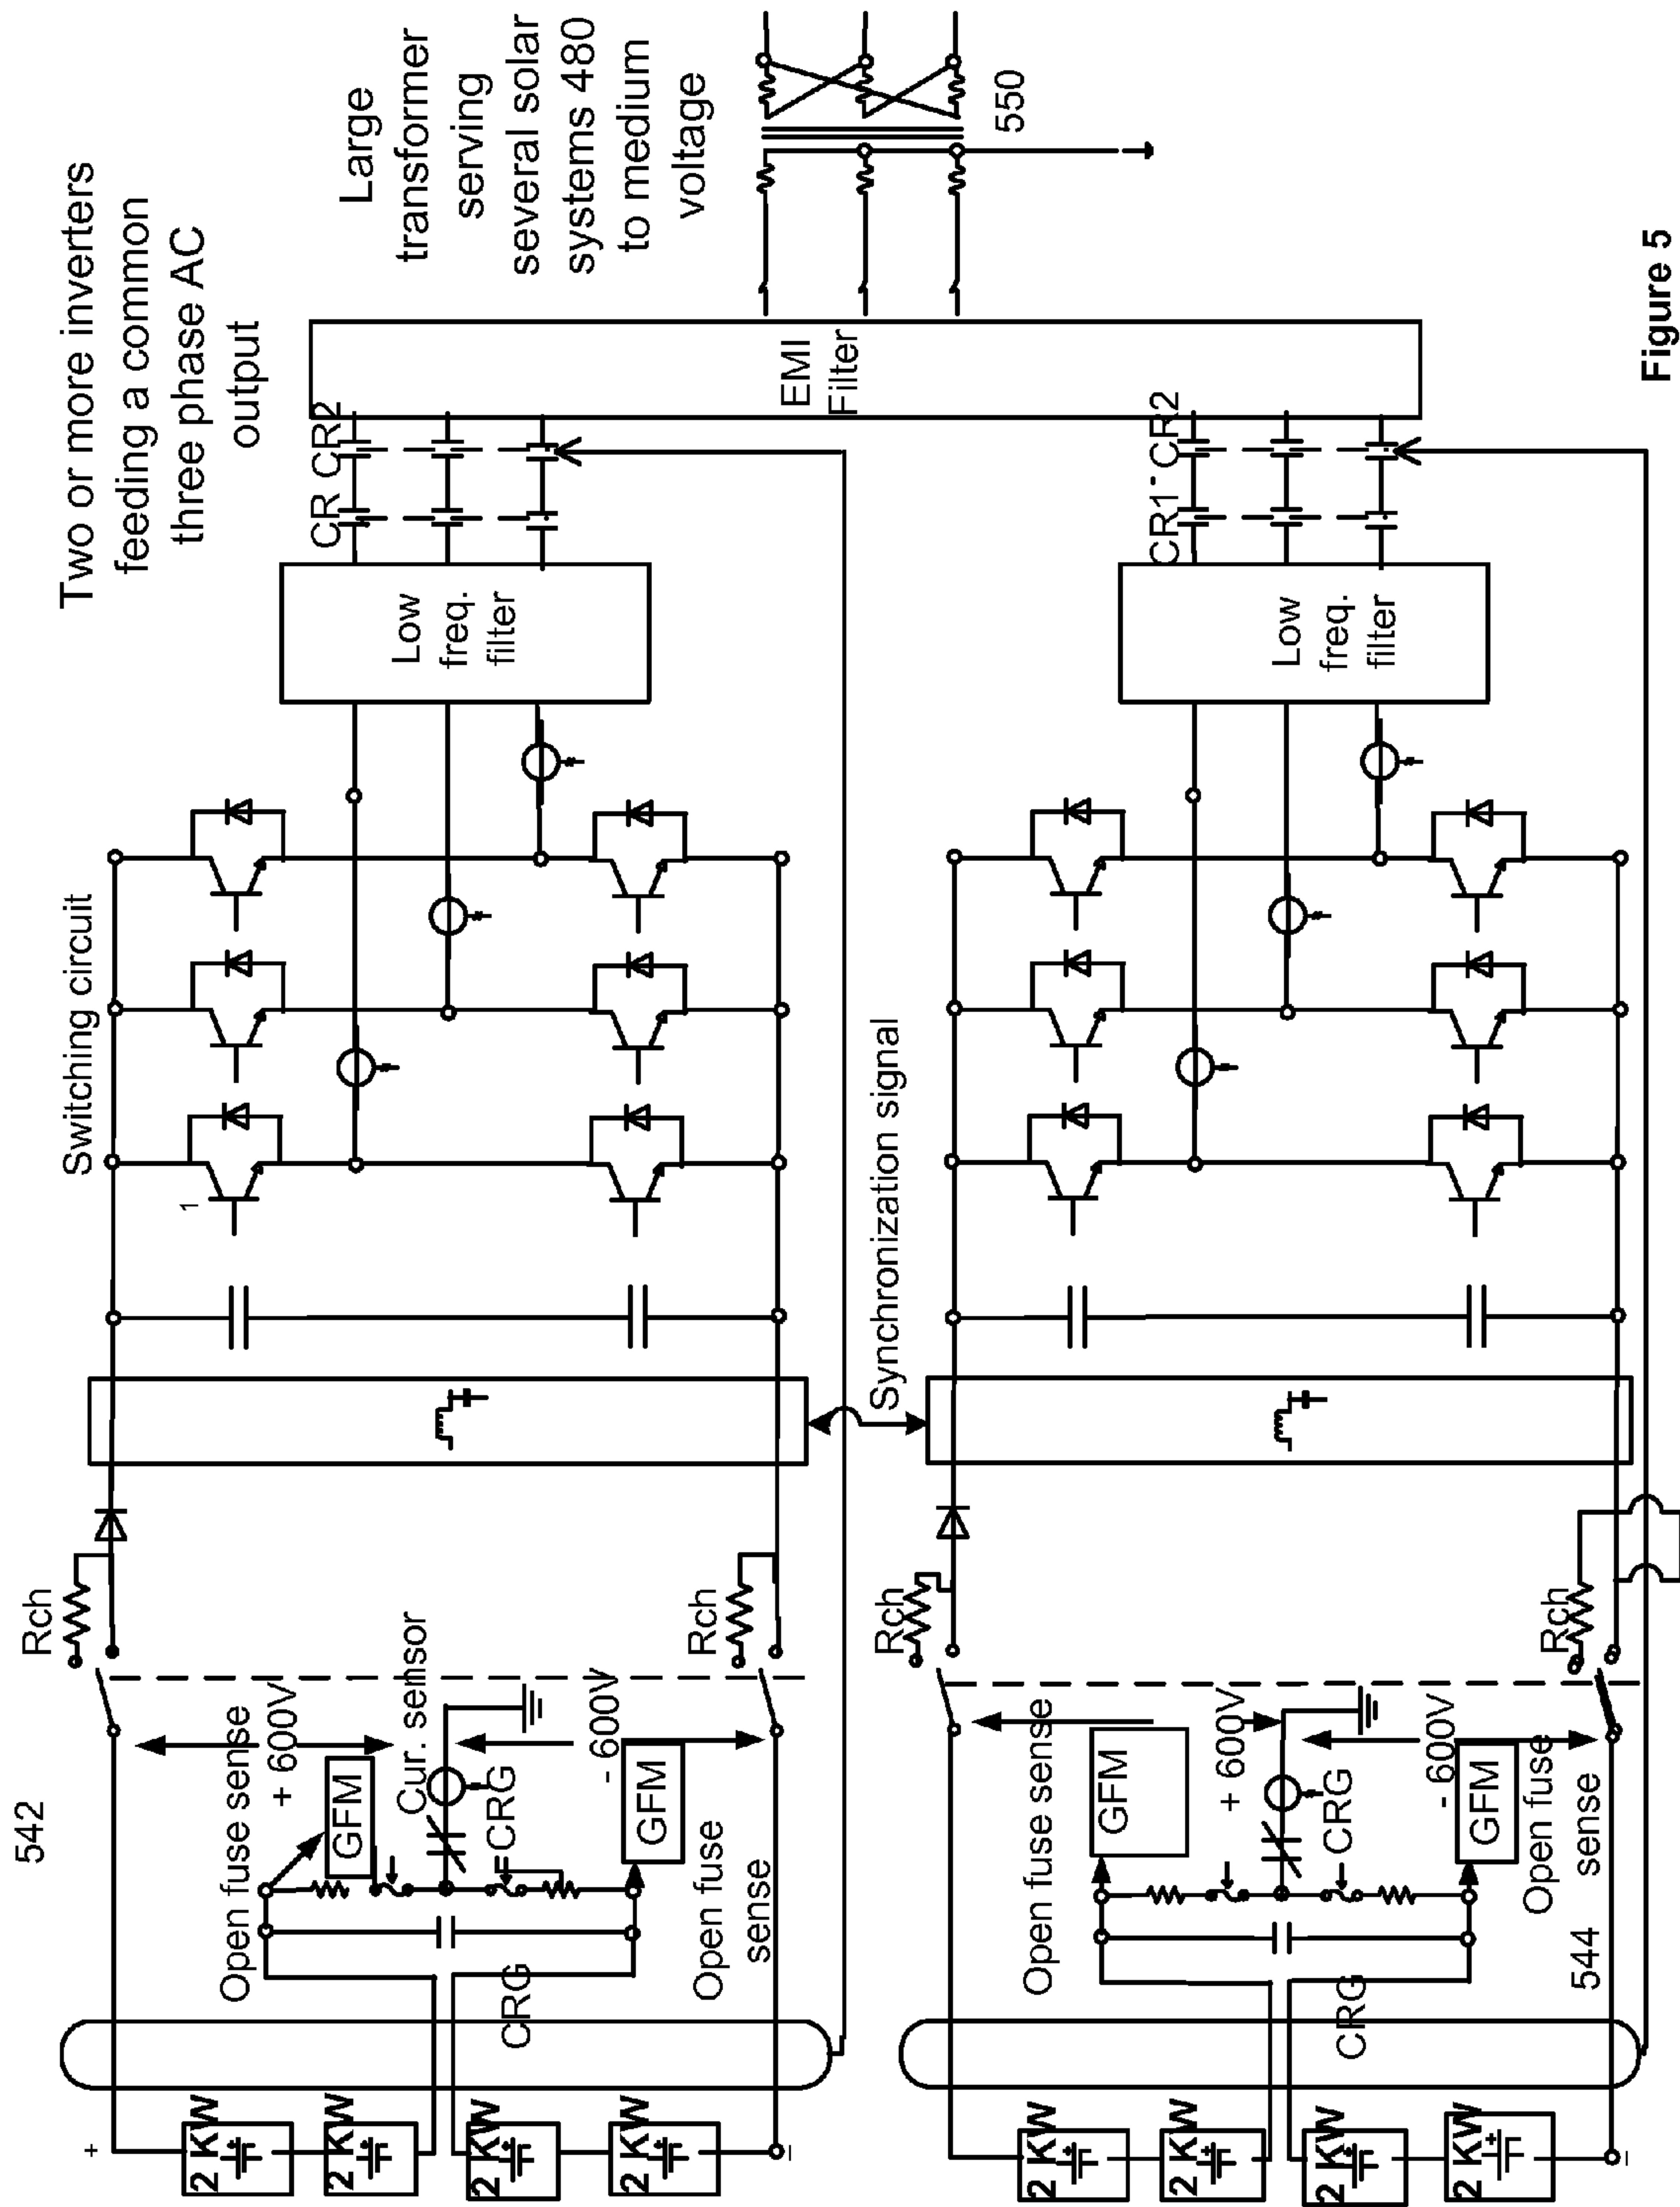 Two or more inverters
feeding a common
three phase AC
output
Large
transformer
serving
several solar
systems 480
to medium
voltage
550
542
Rch
Switching circuit
1
Open fuse sense
+ 600V
GFM
Cur. sensor
CRG
- 600V
GFM
Open fuse
sense
CRG
Rch
+
2 KW
2 KW
2 KW
2 KW
–
Low
freq.
filter
CR CR2
EMI
Filter
Synchronization signal
Rch
Open fuse sense
GFM
+ 600V
CRG
- 600V
GFM
Open fuse
sense
544
CRG
Rch
2 KW
2 KW
2 KW
2 KW
–
Low
freq.
filter
CR1 CR2
Figure 5